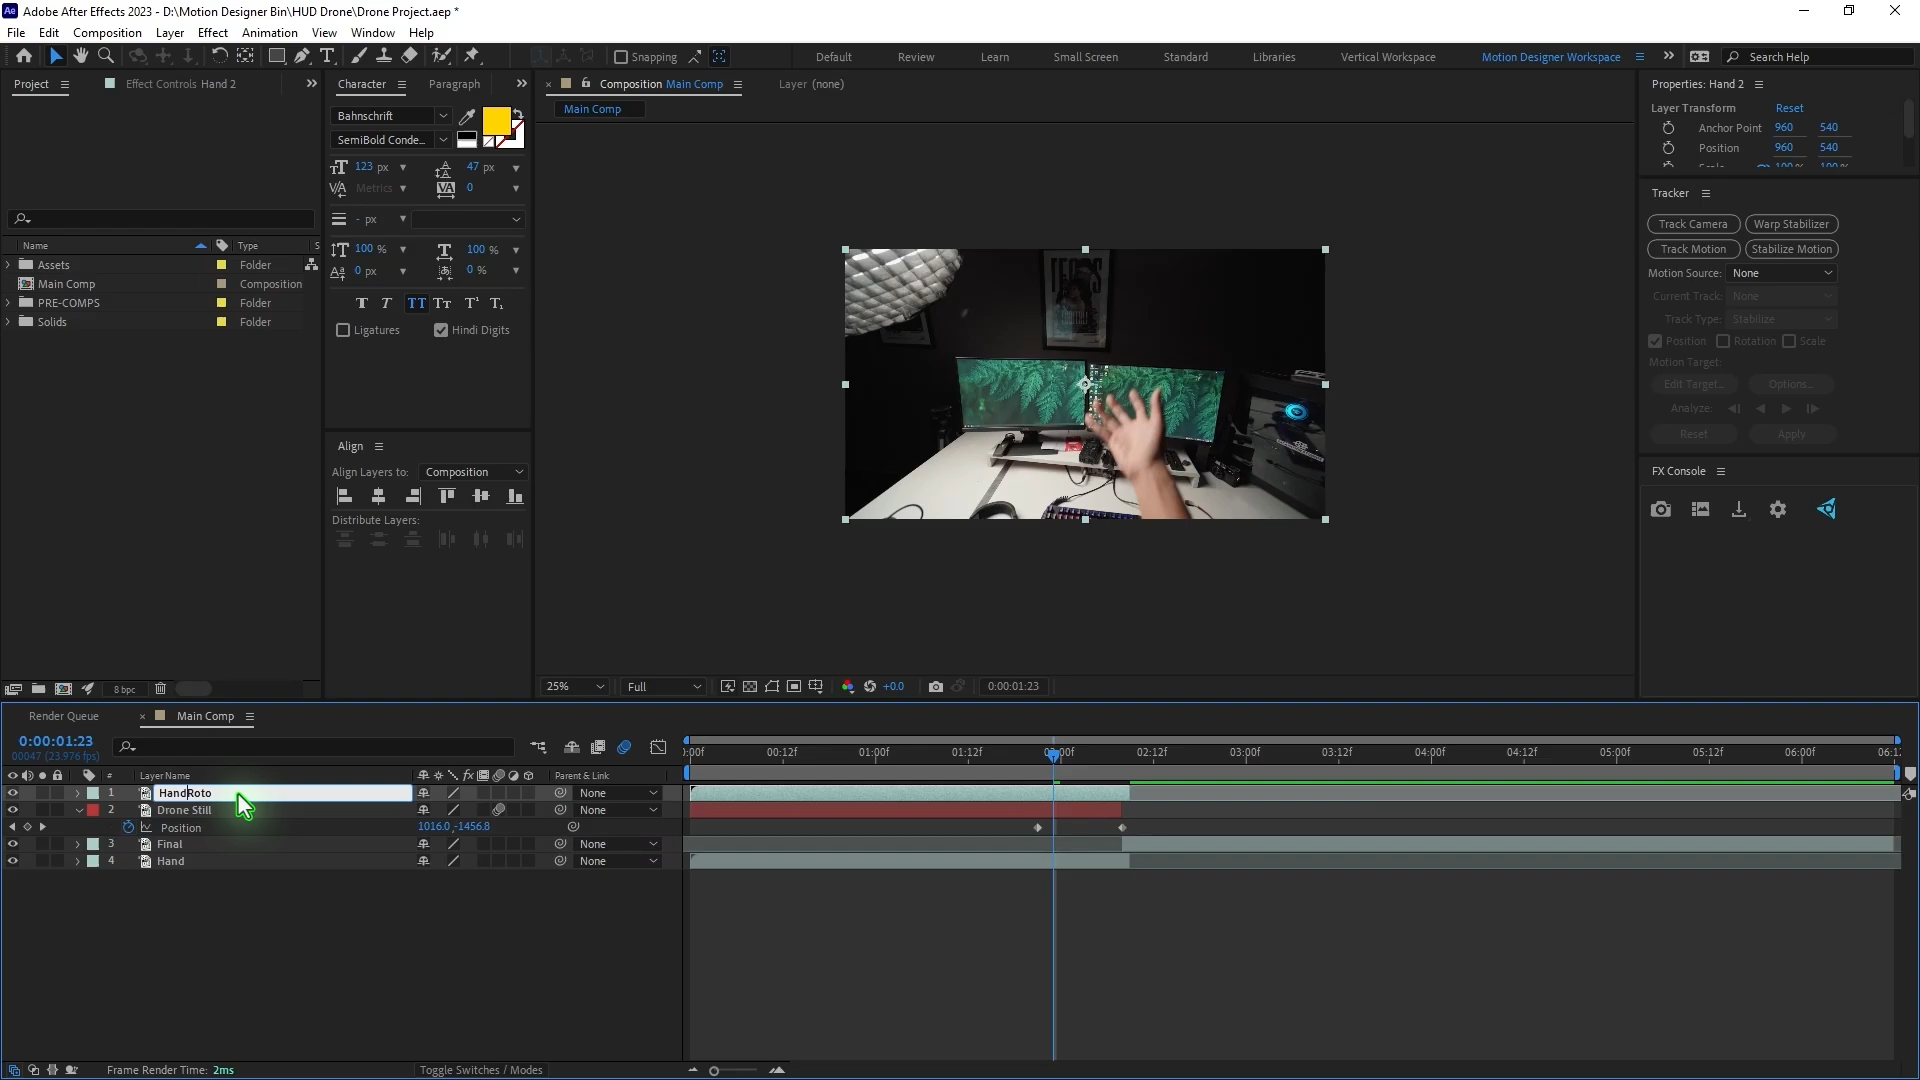 Adobe After Effects 2023 - D:\Motion Designer Bin\HUD Drone\Drone Project.aep *
File Edit Composition Layer Effect Animation View Window Help
Snapping Default Review Learn Small Screen Standard Libraries Vertical Workspace Motion Designer Workspace Search Help
Project
Effect Controls Hand 2
Name Type S
Assets Folder
Main Comp Composition
PRE-COMPS Folder
Solids Folder
8 bpc
Character Paragraph
Bahnschrift
SemiBold Conde...
123 px 47 px
Metrics 0
- px
100 % 100 %
0 px 0 %
Ligatures Hindi Digits
Align
Align Layers to: Composition
Distribute Layers:
Composition Main Comp
Layer (none)
Main Comp
25% Full +0.0 0:00:01:23
Properties: Hand 2
Layer Transform Reset
Anchor Point 960 540
Position 960 540
Scale 100 % 100 %
Tracker
Track Camera Warp Stabilizer
Track Motion Stabilize Motion
Motion Source: None
Current Track: None
Track Type: Stabilize
Position Rotation Scale
Motion Target:
Edit Target... Options...
Analyze:
Reset Apply
FX Console
Render Queue Main Comp
0:00:01:23
00047 (23.976 fps)
:00f 00:12f 01:00f 01:12f 02:00f 02:12f 03:00f 03:12f 04:00f 04:12f 05:00f 05:12f 06:00f 06:1
# Layer Name Parent & Link
1 HandRoto None
2 Drone Still None
Position 1016.0,-1456.8
3 Final None
4 Hand None
Frame Render Time: 2ms Toggle Switches / Modes